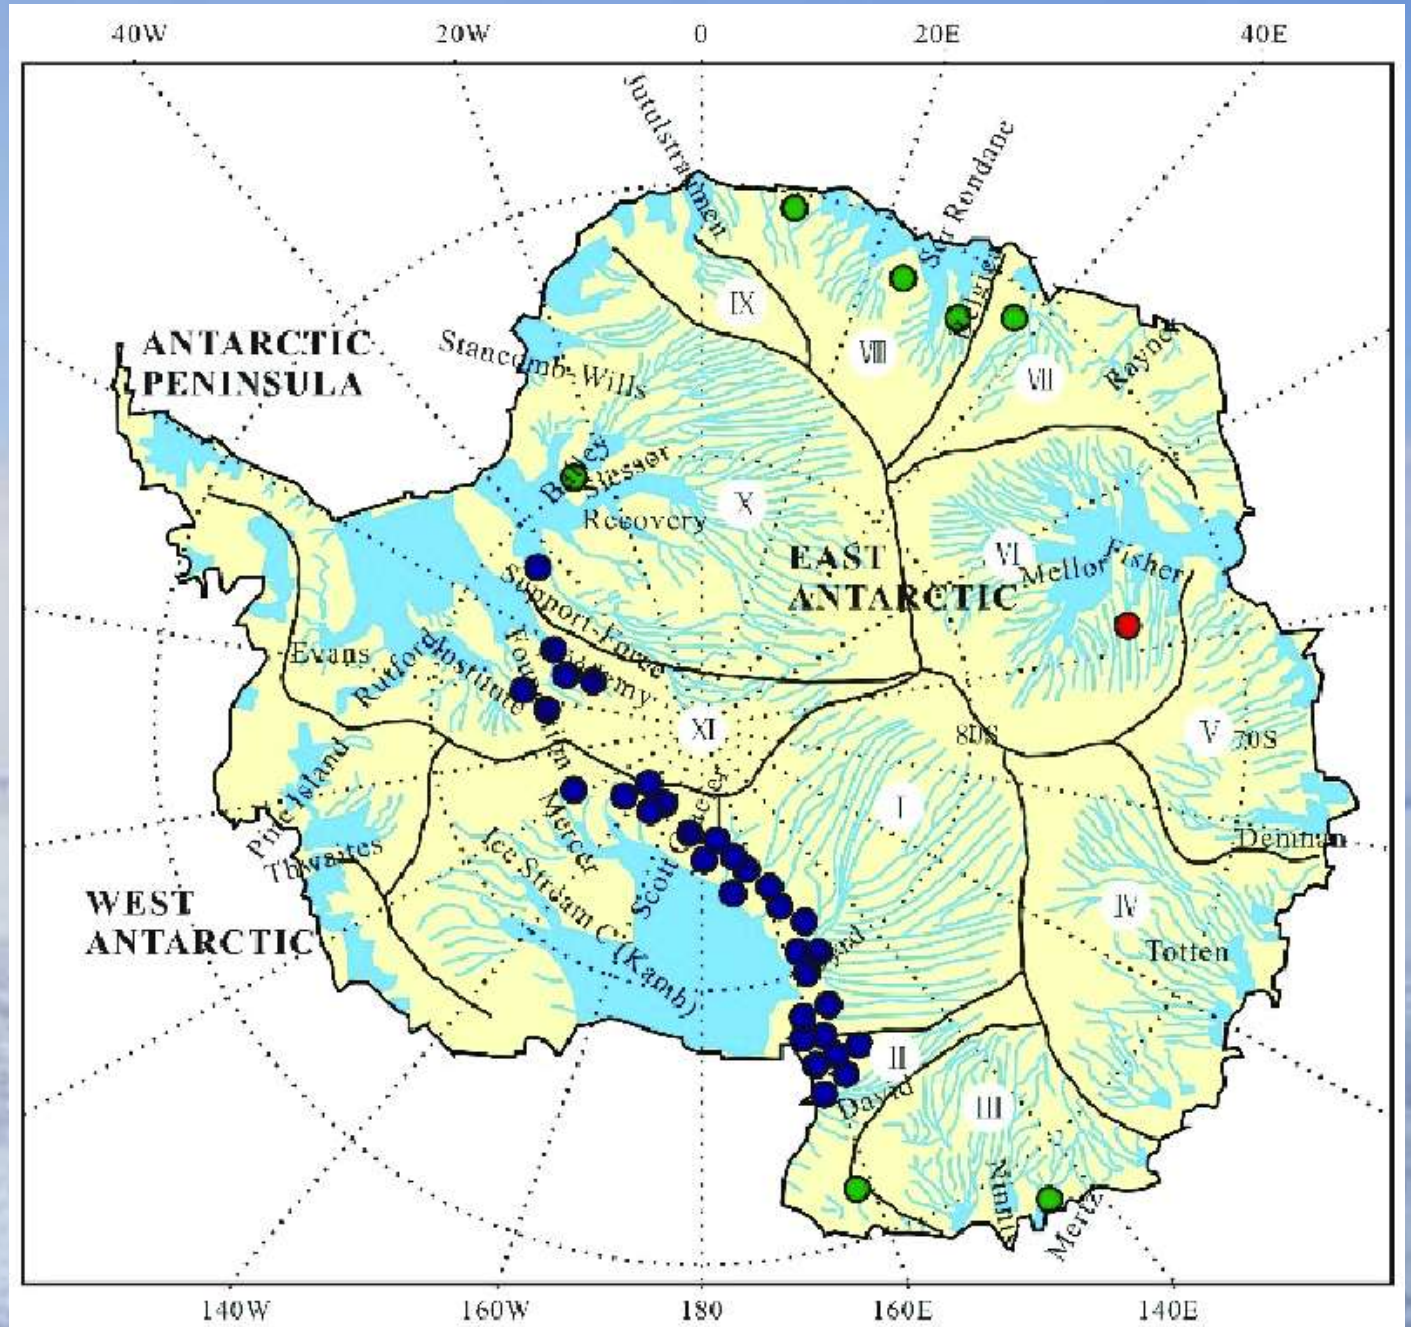 40W 20W 0 20E 40E
Jutulstraumen
Sør Rondane
Belgica
IX
VIII
VII
Rayner
ANTARCTIC
PENINSULA
Stancomb-Wills
Bailey
Slessor
Recovery
X
EAST
ANTARCTIC
VI
Mellor
Fisher
Support-Force
Foundation
Academy
Evans
Rutford
Institute
XI
80S
V
70S
Pine Island
Thwaites
Mercer
Ice Stream C (Kamb)
Scott
I
Denman
WEST
ANTARCTIC
IV
Totten
II
David
III
Ninnis
Mertz
140W 160W 180 160E 140E